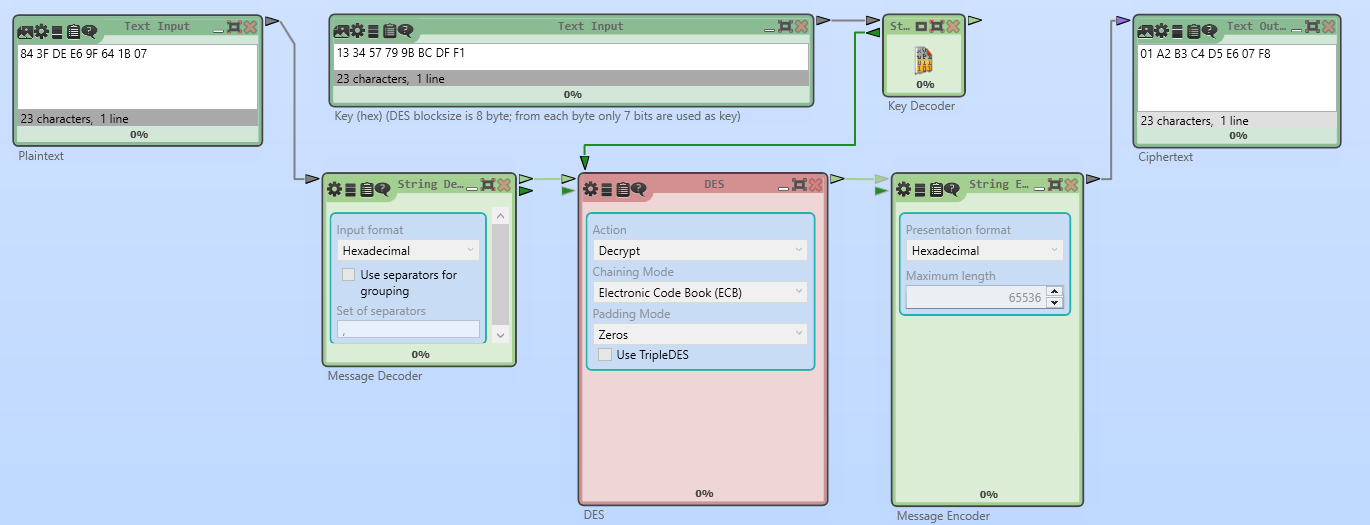 Text Input
84 3F DE E6 9F 64 1B 07
23 characters, 1 line
0%
Plaintext
Text Input
13 34 57 79 9B BC DF F1
23 characters, 1 line
0%
Key (hex) (DES blocksize is 8 byte; from each byte only 7 bits are used as key)
St...
0%
Key Decoder
Text Out...
01 A2 B3 C4 D5 E6 07 F8
23 characters, 1 line
0%
Ciphertext
String De...
Input format
Hexadecimal
Use separators for
grouping
Set of separators
,
0%
Message Decoder
DES
Action
Decrypt
Chaining Mode
Electronic Code Book (ECB)
Padding Mode
Zeros
Use TripleDES
0%
DES
String E...
Presentation format
Hexadecimal
Maximum length
65536
0%
Message Encoder